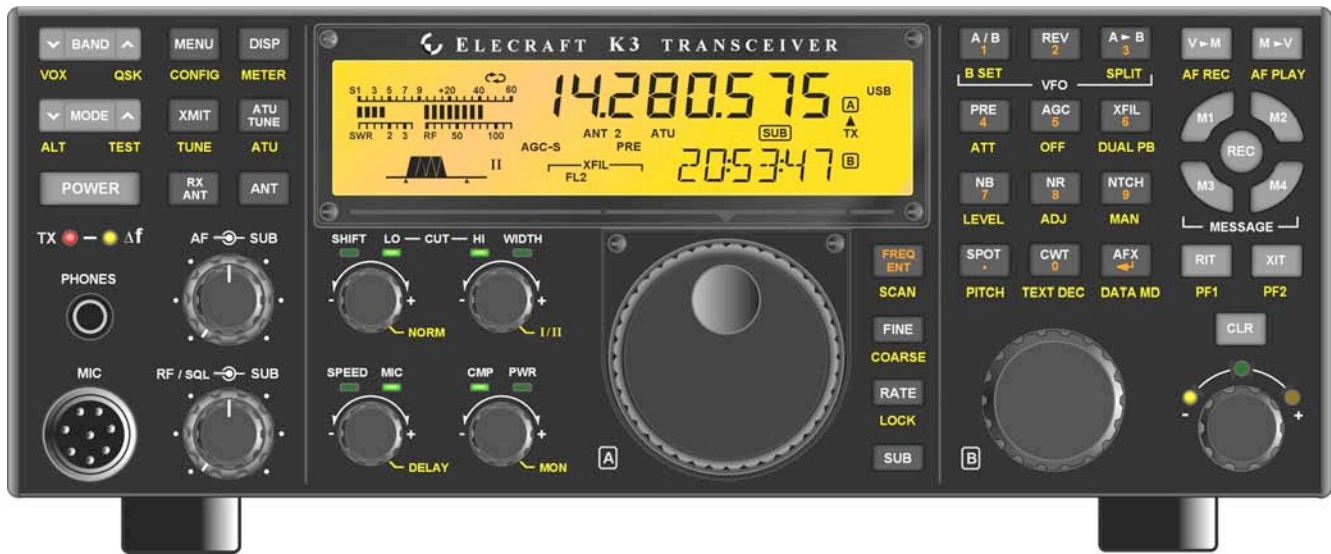 ELECRAFT K3 TRANSCEIVER
BAND
MENU
DISP
VOX
QSK
CONFIG
METER
MODE
XMIT
ATU
TUNE
ALT
TEST
TUNE
ATU
POWER
RX
ANT
ANT
TX
Δf
PHONES
MIC
AF
SUB
RF / SQL
SUB
S1 3 5 7 9 +20 40 60
SWR 2 3 RF 50 100
14.280.575
USB
A
TX
ANT 2
ATU
SUB
AGC-S
PRE
II
XFIL
FL2
20:53:47
B
SHIFT
LO
CUT
HI
WIDTH
-
+
-
+
NORM
I/II
SPEED
MIC
CMP
PWR
-
+
-
+
DELAY
MON
A
FREQ
ENT
SCAN
FINE
COARSE
RATE
LOCK
SUB
A / B
1
REV
2
A ► B
3
B SET
VFO
SPLIT
PRE
4
AGC
5
XFIL
6
ATT
OFF
DUAL PB
NB
7
NR
8
NTCH
9
LEVEL
ADJ
MAN
SPOT
.
CWT
0
AFX
PITCH
TEXT DEC
DATA MD
B
V►M
M►V
AF REC
AF PLAY
M1
M2
REC
M3
M4
MESSAGE
RIT
XIT
PF1
PF2
CLR
-
+